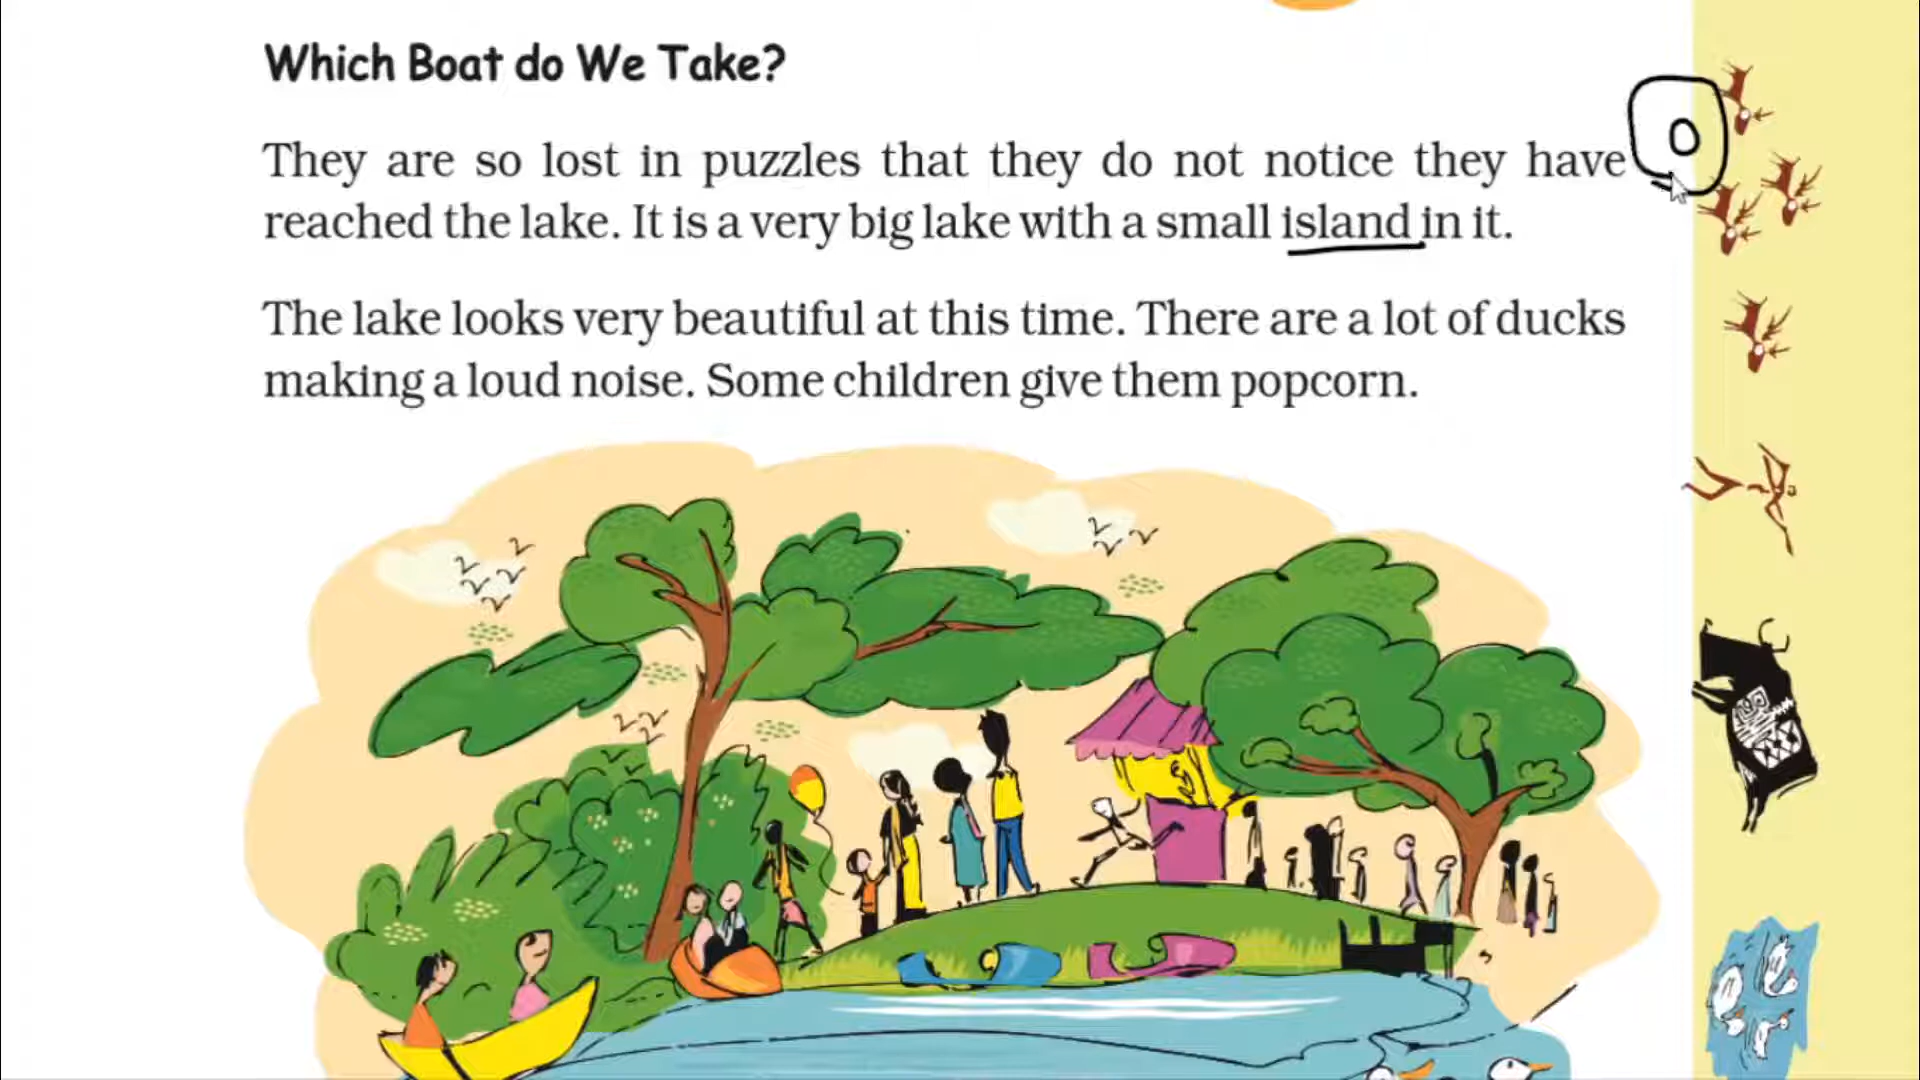 Which Boat do We Take?
They are so lost in puzzles that they do not notice they have
reached the lake. It is a very big lake with a small island in it.
The lake looks very beautiful at this time. There are a lot of ducks
making a loud noise. Some children give them popcorn.